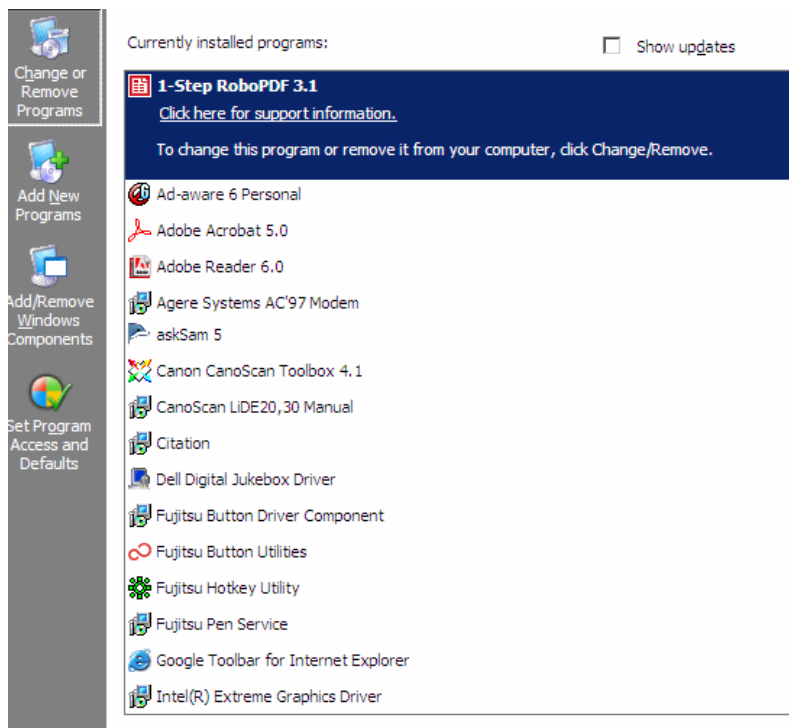 Change or
Remove
Programs
Add New
Programs
Add/Remove
Windows
Components
Set Program
Access and
Defaults
Currently installed programs:
Show updates
1-Step RoboPDF 3.1
Click here for support information.
To change this program or remove it from your computer, click Change/Remove.
Ad-aware 6 Personal
Adobe Acrobat 5.0
Adobe Reader 6.0
Agere Systems AC'97 Modem
askSam 5
Canon CanoScan Toolbox 4.1
CanoScan LiDE20,30 Manual
Citation
Dell Digital Jukebox Driver
Fujitsu Button Driver Component
Fujitsu Button Utilities
Fujitsu Hotkey Utility
Fujitsu Pen Service
Google Toolbar for Internet Explorer
Intel(R) Extreme Graphics Driver